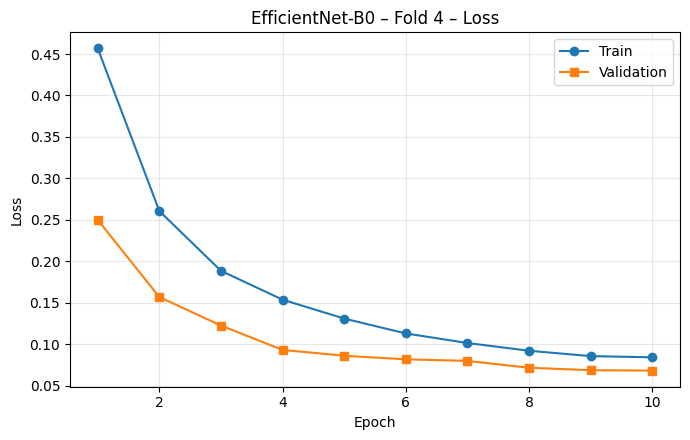 EfficientNet-B0 – Fold 4 – Loss
Train
Validation
Loss
0.45
0.40
0.35
0.30
0.25
0.20
0.15
0.10
0.05
2 4 6 8 10
Epoch